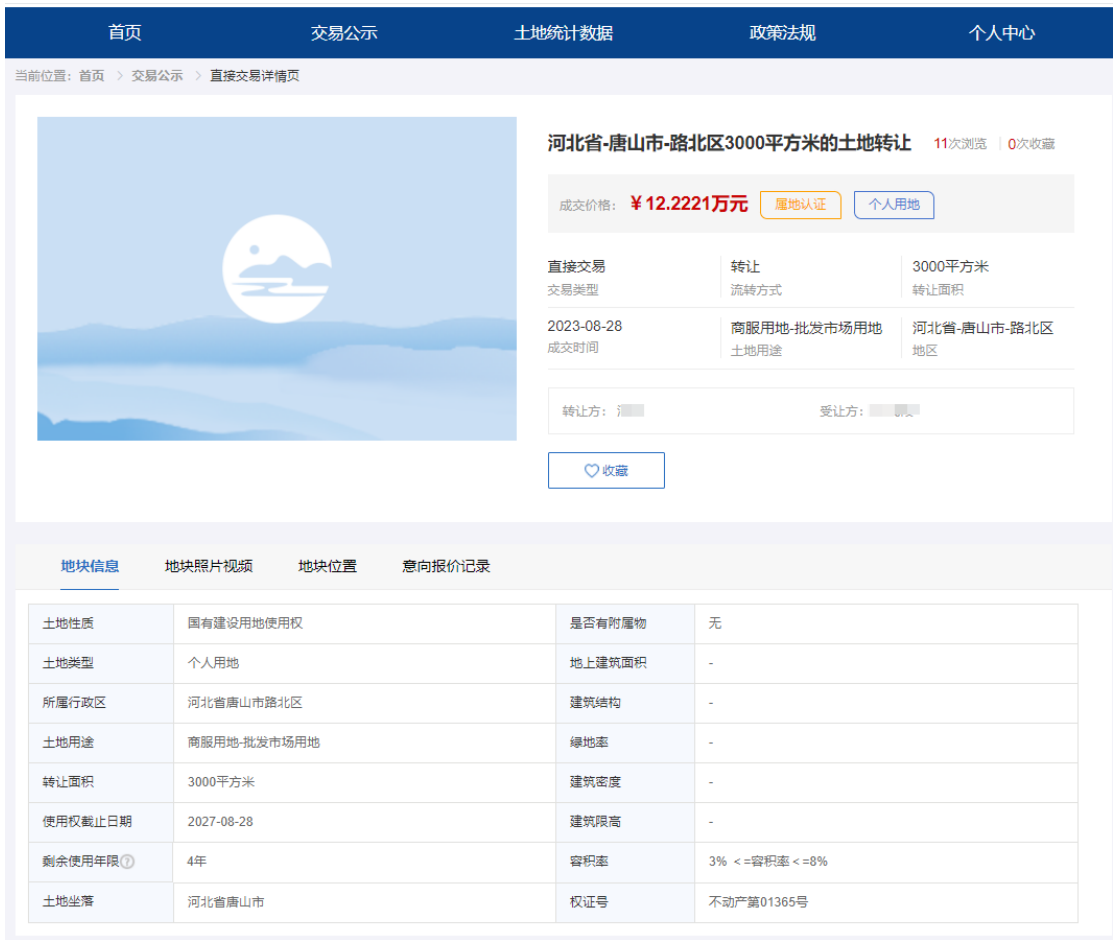 首页 交易公示 土地统计数据 政策法规 个人中心
当前位置：首页 > 交易公示 > 直接交易详情页
河北省-唐山市-路北区3000平方米的土地转让 11次浏览 0次收藏
成交价格：￥12.2221万元 属地认证 个人用地
直接交易 转让 3000平方米
交易类型 流转方式 转让面积
2023-08-28 商服用地-批发市场用地 河北省-唐山市-路北区
成交时间 土地用途 地区
转让方： 受让方：
收藏
地块信息 地块照片视频 地块位置 意向报价记录
土地性质 国有建设用地使用权 是否有附属物 无
土地类型 个人用地 地上建筑面积 -
所属行政区 河北省唐山市路北区 建筑结构 -
土地用途 商服用地-批发市场用地 绿地率 -
转让面积 3000平方米 建筑密度 -
使用权截止日期 2027-08-28 建筑限高 -
剩余使用年限? 4年 容积率 3% <=容积率<=8%
土地坐落 河北省唐山市 权证号 不动产第01365号